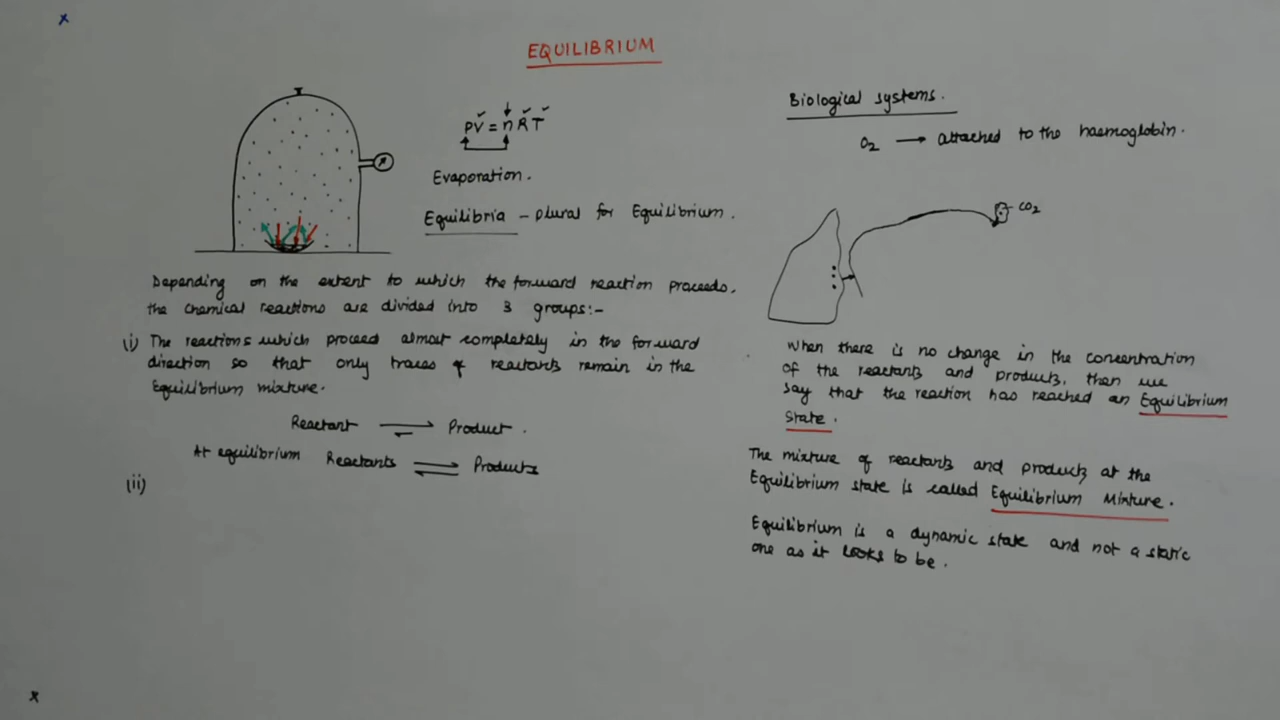 EQUILIBRIUM
PV = nRT
Evaporation.
Equilibria - plural for Equilibrium.
Depending on the extent to which the forward reaction proceeds,
the chemical reactions are divided into 3 groups:-
(i) The reactions which proceed almost completely in the forward
direction so that only traces of reactants remain in the
Equilibrium mixture.
Reactant ⇌ Product.
At equilibrium Reactants ⇌ Products
(ii)
Biological systems.
O2 → attached to the haemoglobin.
CO2
When there is no change in the concentration
of the reactants and products, then we
say that the reaction has reached an Equilibrium
State.
The mixture of reactants and products at the
Equilibrium state is called Equilibrium Mixture.
Equilibrium is a dynamic state and not a static
one as it looks to be.